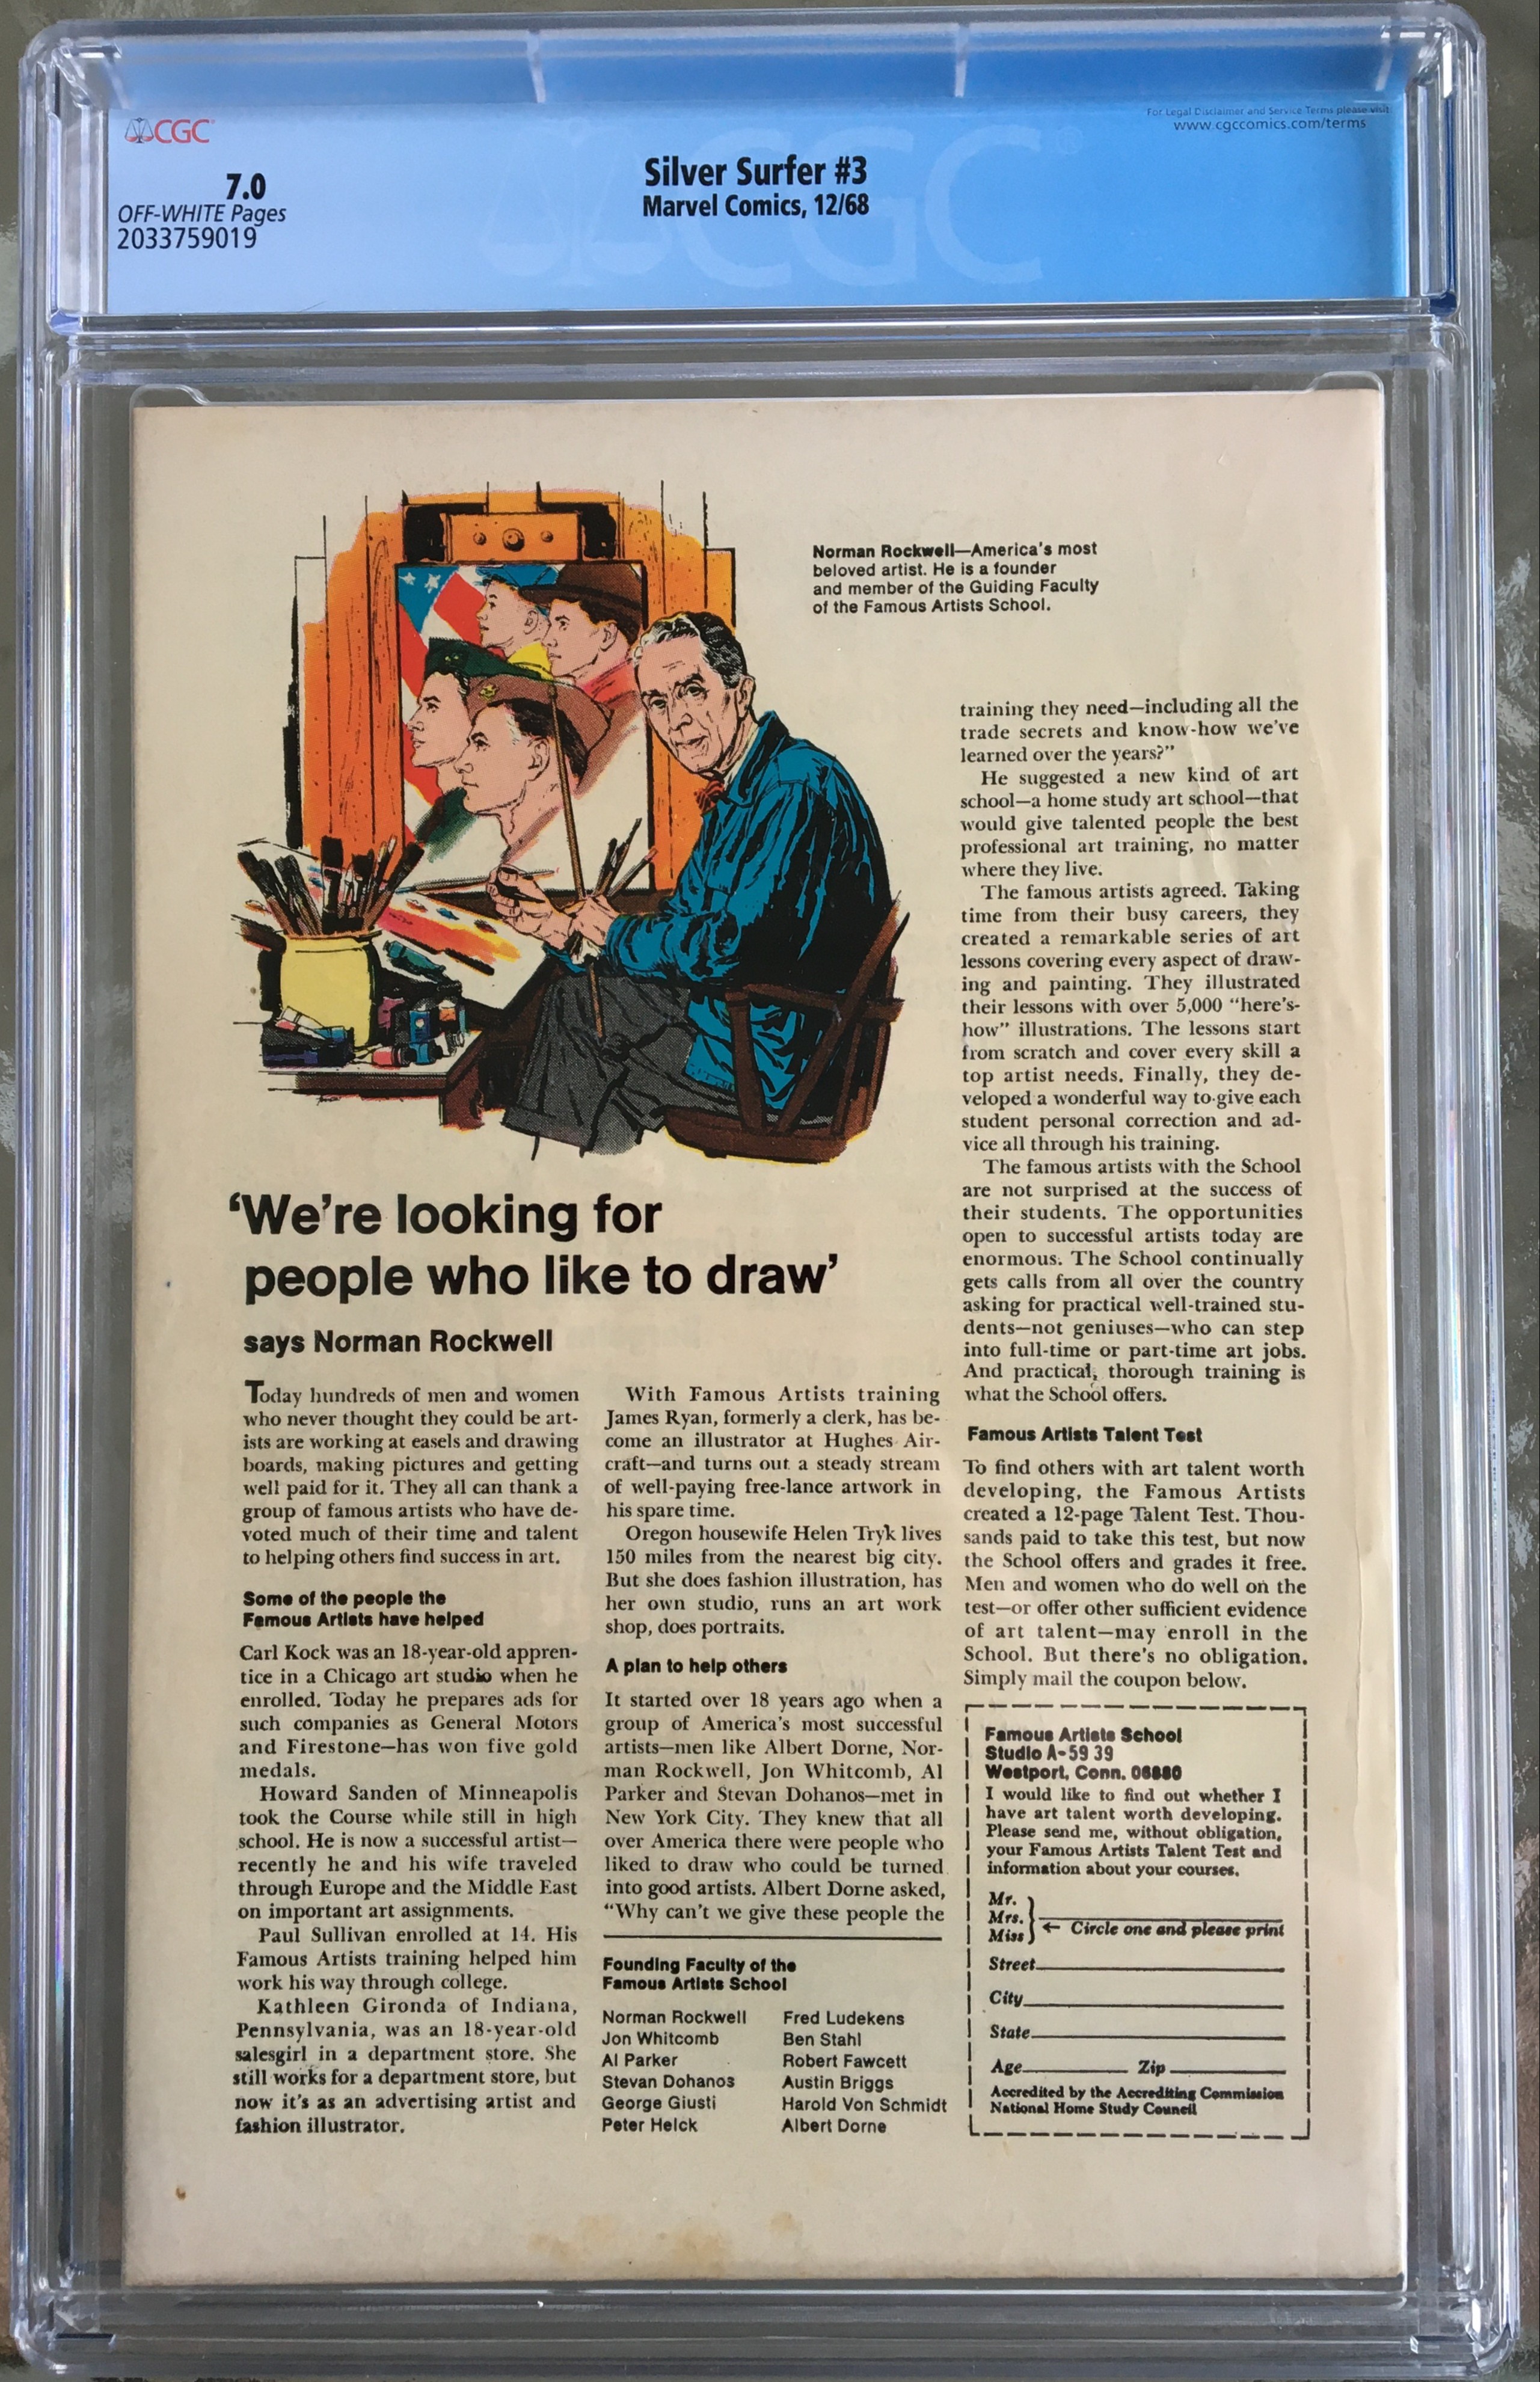 CGC
For Legal Disclaimer and Service Terms please visit
www.cgccomics.com/terms
7.0
OFF-WHITE Pages
2033759019
Silver Surfer #3
Marvel Comics, 12/68
CGC
Norman Rockwell—America's most
beloved artist. He is a founder
and member of the Guiding Faculty
of the Famous Artists School.
'We're looking for
people who like to draw'
says Norman Rockwell
Today hundreds of men and women
who never thought they could be art-
ists are working at easels and drawing
boards, making pictures and getting
well paid for it. They all can thank a
group of famous artists who have de-
voted much of their time and talent
to helping others find success in art.
Some of the people the
Famous Artists have helped
Carl Kock was an 18-year-old appren-
tice in a Chicago art studio when he
enrolled. Today he prepares ads for
such companies as General Motors
and Firestone—has won five gold
medals.
Howard Sanden of Minneapolis
took the Course while still in high
school. He is now a successful artist—
recently he and his wife traveled
through Europe and the Middle East
on important art assignments.
Paul Sullivan enrolled at 14. His
Famous Artists training helped him
work his way through college.
Kathleen Gironda of Indiana,
Pennsylvania, was an 18-year-old
salesgirl in a department store. She
still works for a department store, but
now it's as an advertising artist and
fashion illustrator.
With Famous Artists training
James Ryan, formerly a clerk, has be-
come an illustrator at Hughes Air-
craft—and turns out a steady stream
of well-paying free-lance artwork in
his spare time.
Oregon housewife Helen Tryk lives
150 miles from the nearest big city.
But she does fashion illustration, has
her own studio, runs an art work
shop, does portraits.
A plan to help others
It started over 18 years ago when a
group of America's most successful
artists—men like Albert Dorne, Nor-
man Rockwell, Jon Whitcomb, Al
Parker and Stevan Dohanos—met in
New York City. They knew that all
over America there were people who
liked to draw who could be turned
into good artists. Albert Dorne asked,
"Why can't we give these people the
training they need—including all the
trade secrets and know-how we've
learned over the years?"
He suggested a new kind of art
school—a home study art school—that
would give talented people the best
professional art training, no matter
where they live.
The famous artists agreed. Taking
time from their busy careers, they
created a remarkable series of art
lessons covering every aspect of draw-
ing and painting. They illustrated
their lessons with over 5,000 "here's-
how" illustrations. The lessons start
from scratch and cover every skill a
top artist needs. Finally, they de-
veloped a wonderful way to give each
student personal correction and ad-
vice all through his training.
The famous artists with the School
are not surprised at the success of
their students. The opportunities
open to successful artists today are
enormous. The School continually
gets calls from all over the country
asking for practical well-trained stu-
dents—not geniuses—who can step
into full-time or part-time art jobs.
And practical, thorough training is
what the School offers.
Famous Artists Talent Test
To find others with art talent worth
developing, the Famous Artists
created a 12-page Talent Test. Thou-
sands paid to take this test, but now
the School offers and grades it free.
Men and women who do well on the
test—or offer other sufficient evidence
of art talent—may enroll in the
School. But there's no obligation.
Simply mail the coupon below.
Founding Faculty of the
Famous Artists School
Norman Rockwell
Jon Whitcomb
Al Parker
Stevan Dohanos
George Giusti
Peter Helck
Fred Ludekens
Ben Stahl
Robert Fawcett
Austin Briggs
Harold Von Schmidt
Albert Dorne
Famous Artists School
Studio A-59 39
Westport, Conn. 06880
I would like to find out whether I
have art talent worth developing.
Please send me, without obligation,
your Famous Artists Talent Test and
information about your courses.
Mr.
Mrs.
Miss
← Circle one and please print
Street
City
State
Age Zip
Accredited by the Accrediting Commission
National Home Study Council